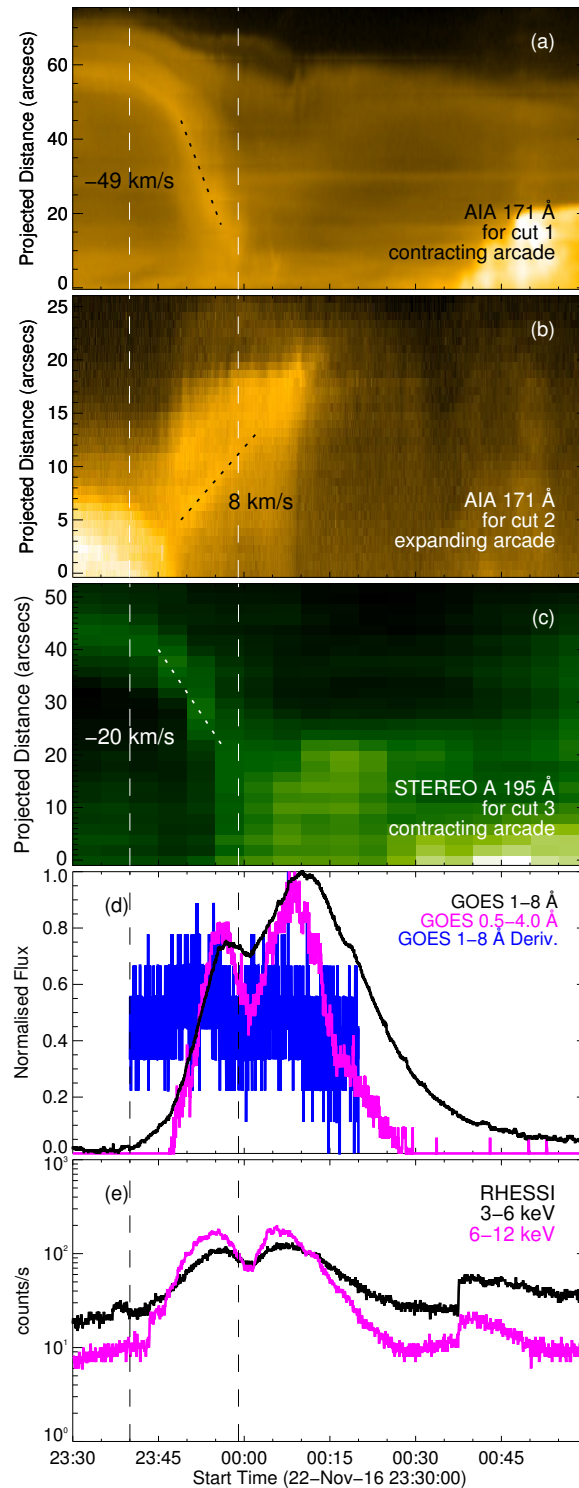 (a)
Projected Distance (arcsecs)
60
40
20
0
−49 km/s
AIA 171 Å
for cut 1
contracting arcade
(b)
Projected Distance (arcsecs)
25
20
15
10
5
0
8 km/s
AIA 171 Å
for cut 2
expanding arcade
(c)
Projected Distance (arcsecs)
50
40
30
20
10
0
−20 km/s
STEREO A 195 Å
for cut 3
contracting arcade
(d)
Normalised Flux
1.0
0.8
0.6
0.4
0.2
0.0
GOES 1−8 Å
GOES 0.5−4.0 Å
GOES 1−8 Å Deriv.
(e)
counts/s
10³
10²
10¹
10⁰
RHESSI
3−6 keV
6−12 keV
23:30 23:45 00:00 00:15 00:30 00:45
Start Time (22−Nov−16 23:30:00)